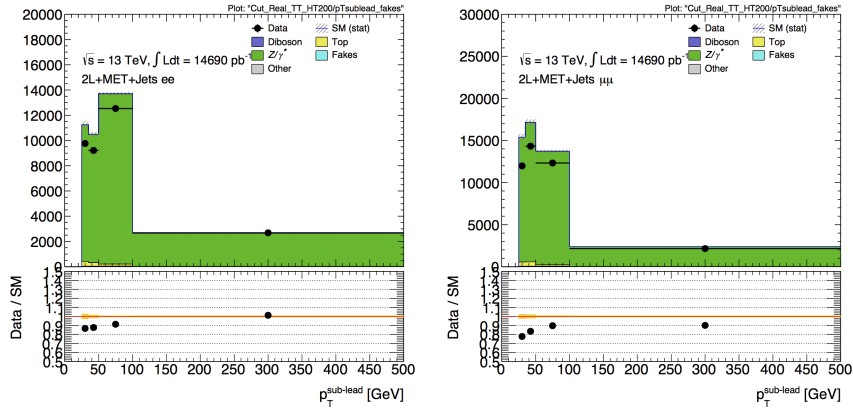 Plot: "Cut_Real_TT_HT200/pTsublead_fakes"
20000
18000
16000
14000
12000
10000
8000
6000
4000
2000
0
Data
SM (stat)
Diboson
Top
Z/γ*
Fakes
Other
√s = 13 TeV, ∫ Ldt = 14690 pb⁻
2L+MET+Jets ee
Data / SM
1.5
1.4
1.3
1.2
1.1
1
0.9
0.8
0.7
0.6
0.5
0 50 100 150 200 250 300 350 400 450 500
p_T^sub-lead [GeV]
Plot: "Cut_Real_TT_HT200/pTsublead_fakes"
30000
25000
20000
15000
10000
5000
0
Data
SM (stat)
Diboson
Top
Z/γ*
Fakes
Other
√s = 13 TeV, ∫ Ldt = 14690 pb⁻
2L+MET+Jets μμ
Data / SM
1.5
1.4
1.3
1.2
1.1
1
0.9
0.8
0.7
0.6
0.5
0 50 100 150 200 250 300 350 400 450 500
p_T^sub-lead [GeV]